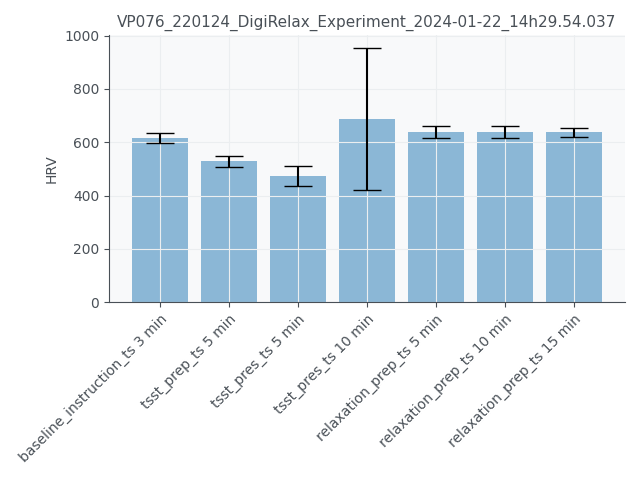 VP076_220124_DigiRelax_Experiment_2024-01-22_14h29.54.037
HRV
1000
800
600
400
200
0
baseline_instruction_ts 3 min
tsst_prep_ts 5 min
tsst_pres_ts 5 min
tsst_pres_ts 10 min
relaxation_prep_ts 5 min
relaxation_prep_ts 10 min
relaxation_prep_ts 15 min